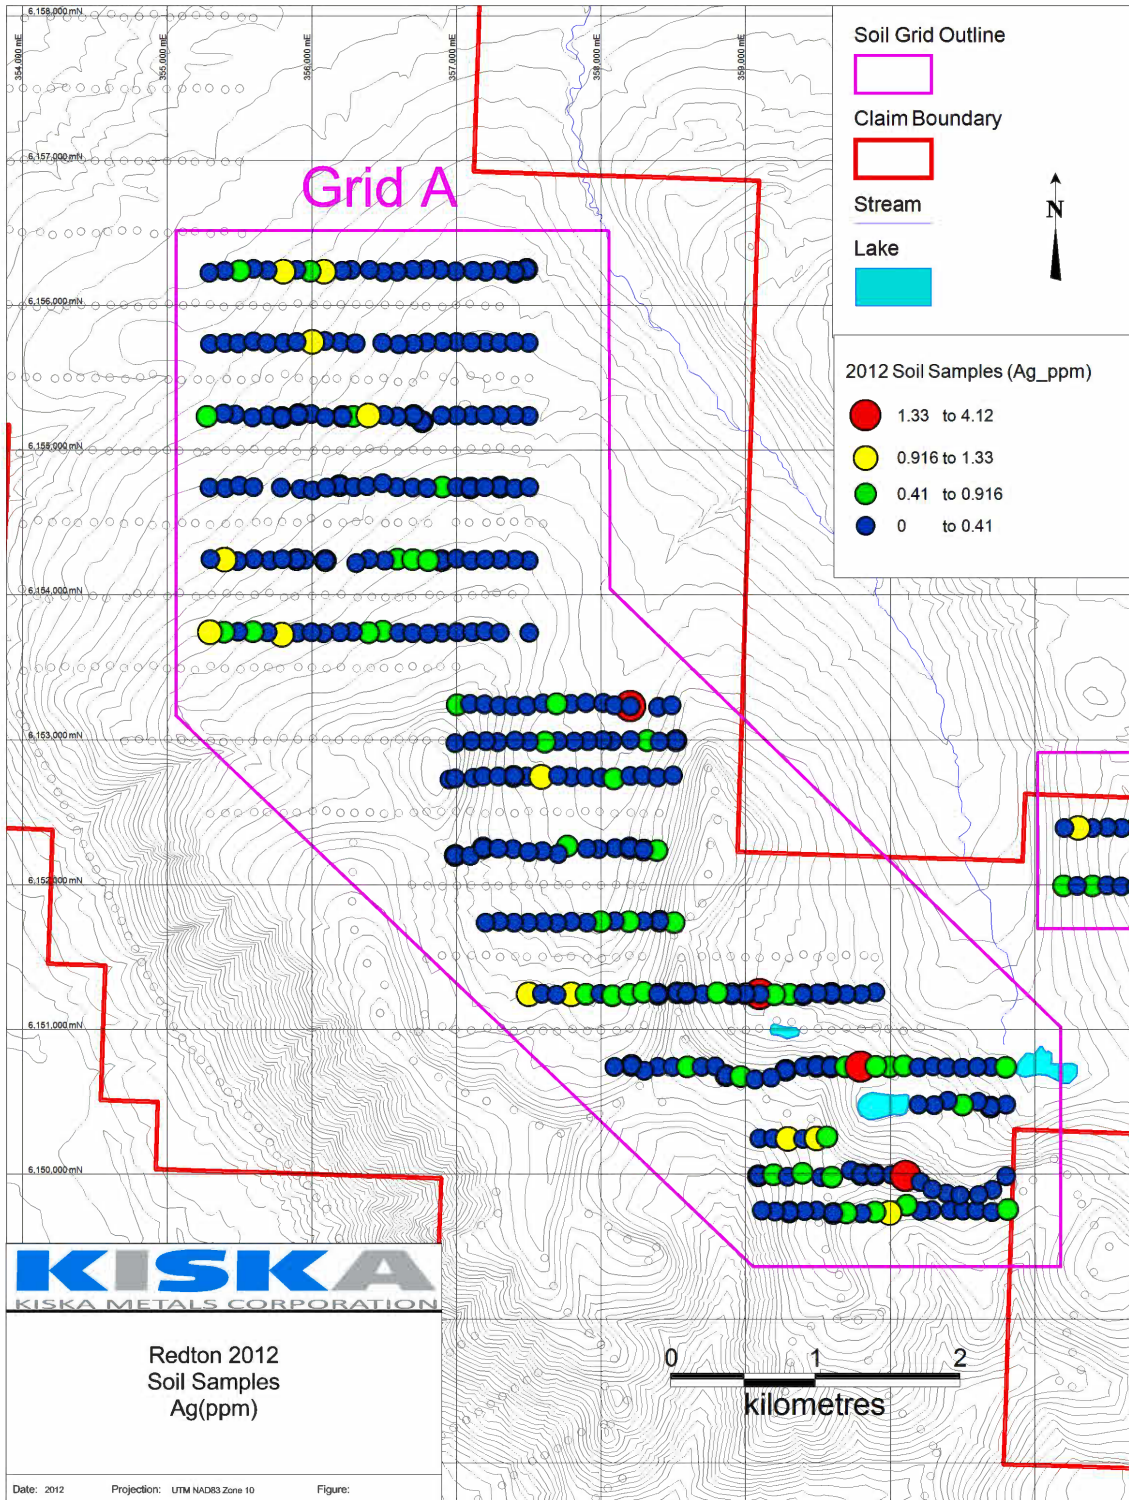 6,158,000 mN
354,000 mE
355,000 mE
356,000 mE
357,000 mE
358,000 mE
359,000 mE
6,157,000 mN
Grid A
6,156,000 mN
6,155,000 mN
6,154,000 mN
6,153,000 mN
6,152,000 mN
6,151,000 mN
6,150,000 mN
Soil Grid Outline
Claim Boundary
Stream
Lake
N
2012 Soil Samples (Ag_ppm)
1.33 to 4.12
0.916 to 1.33
0.41 to 0.916
0 to 0.41
0 1 2
kilometres
KISKA
KISKA METALS CORPORATION
Redton 2012
Soil Samples
Ag(ppm)
Date: 2012 Projection: UTM NAD83 Zone 10 Figure: